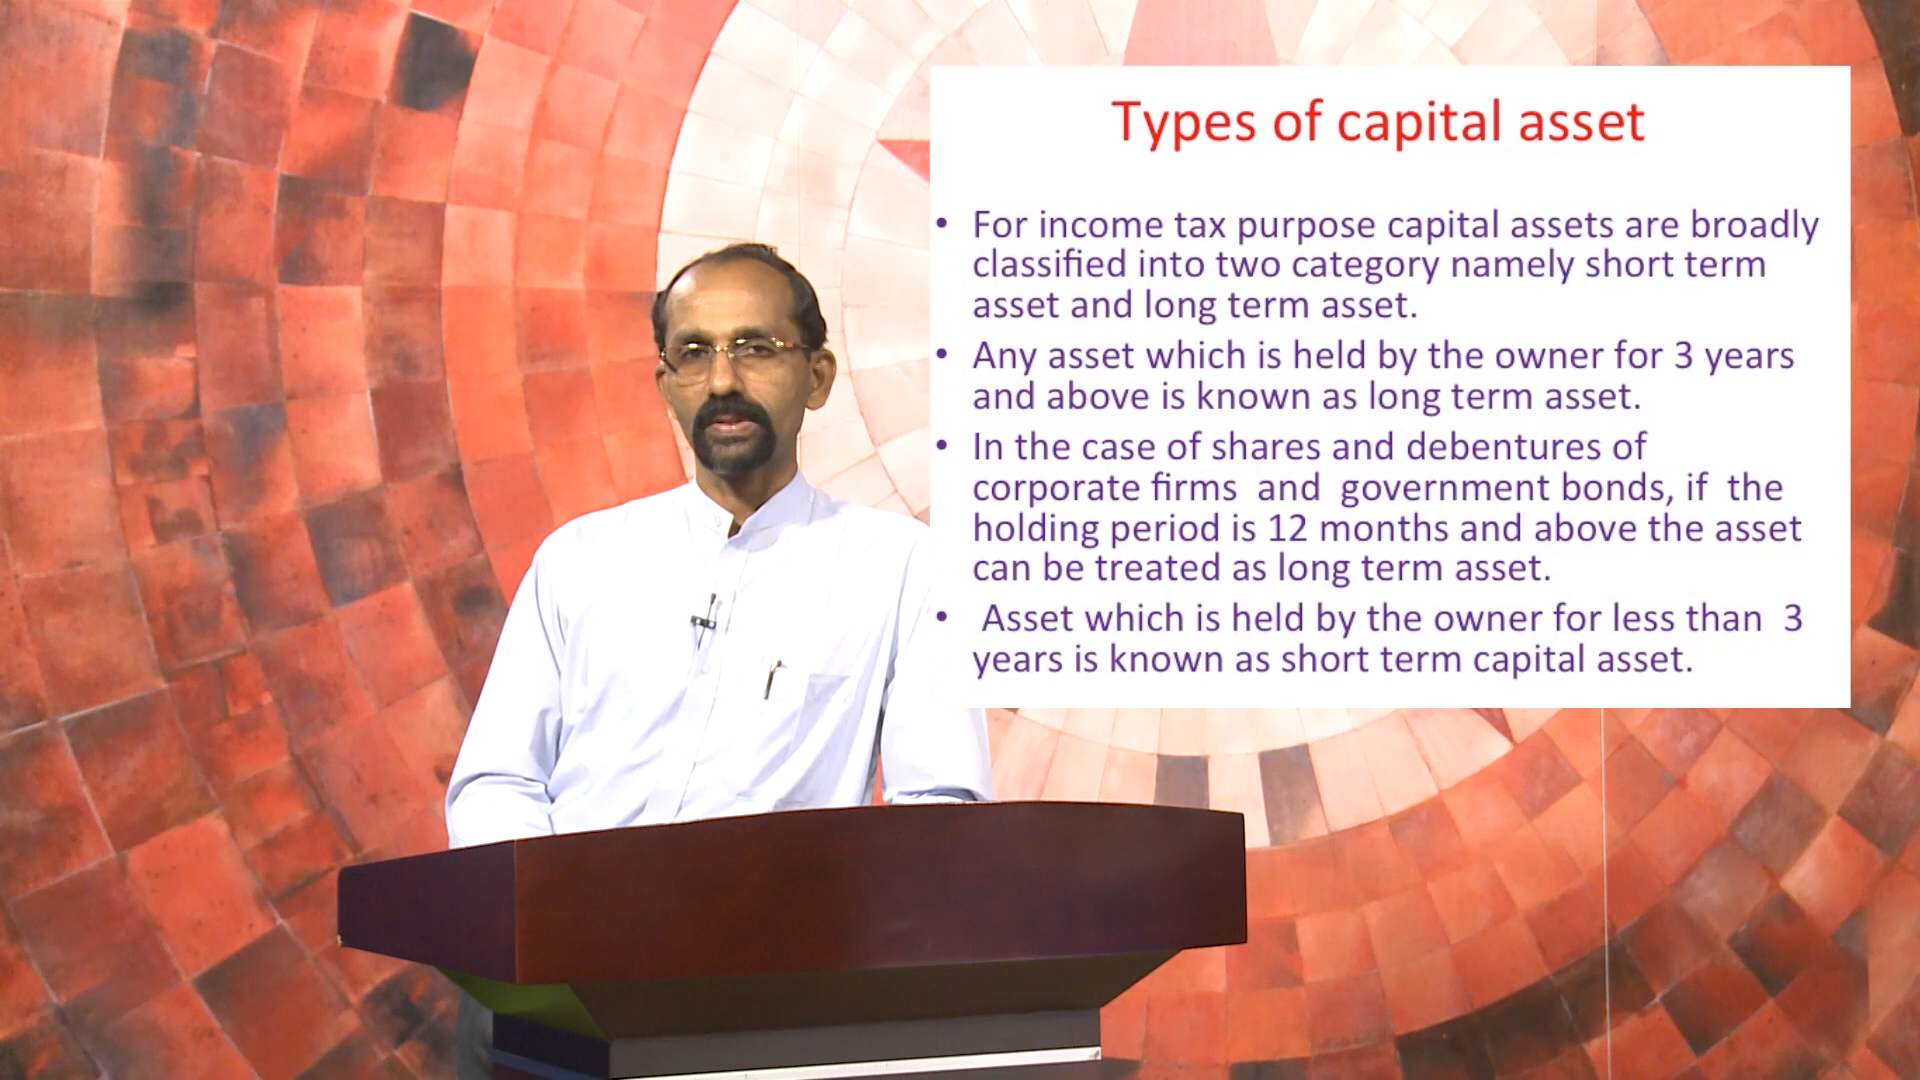 Types of capital asset
• For income tax purpose capital assets are broadly
classified into two category namely short term
asset and long term asset.
• Any asset which is held by the owner for 3 years
and above is known as long term asset.
• In the case of shares and debentures of
corporate firms and government bonds, if the
holding period is 12 months and above the asset
can be treated as long term asset.
• Asset which is held by the owner for less than 3
years is known as short term capital asset.